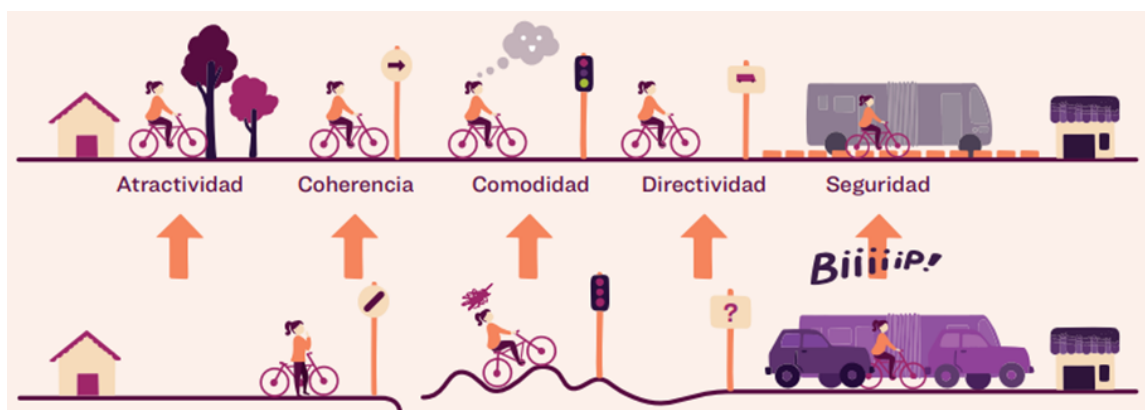 Atractividad
Coherencia
Comodidad
Directividad
Seguridad
Biiiiip!
?